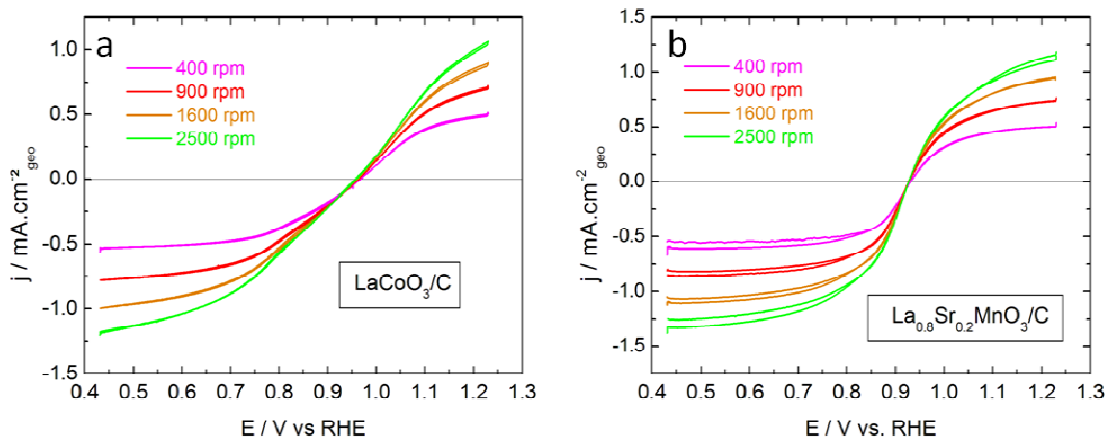 a
400 rpm
900 rpm
1600 rpm
2500 rpm
LaCoO₃/C
j / mA.cm⁻²geo
1.0
0.5
0.0
-0.5
-1.0
-1.5
0.4 0.5 0.6 0.7 0.8 0.9 1.0 1.1 1.2 1.3
E / V vs RHE
b
400 rpm
900 rpm
1600 rpm
2500 rpm
La₀.₈Sr₀.₂MnO₃/C
j / mA.cm⁻²geo
1.5
1.0
0.5
0.0
-0.5
-1.0
-1.5
0.4 0.5 0.6 0.7 0.8 0.9 1.0 1.1 1.2 1.3
E / V vs. RHE